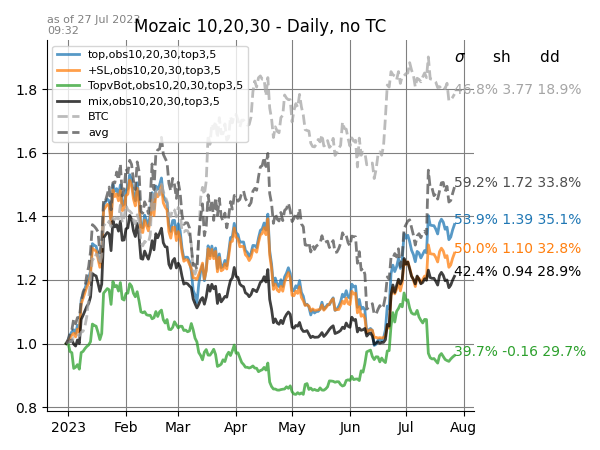 as of 27 Jul 2023
09:32
Mozaic 10,20,30 - Daily, no TC
σ sh dd
top,obs10,20,30,top3,5
+SL,obs10,20,30,top3,5
TopvBot,obs10,20,30,top3,5
mix,obs10,20,30,top3,5
BTC
avg
46.8% 3.77 18.9%
59.2% 1.72 33.8%
53.9% 1.39 35.1%
50.0% 1.10 32.8%
42.4% 0.94 28.9%
39.7% -0.16 29.7%
1.8
1.6
1.4
1.2
1.0
0.8
2023 Feb Mar Apr May Jun Jul Aug